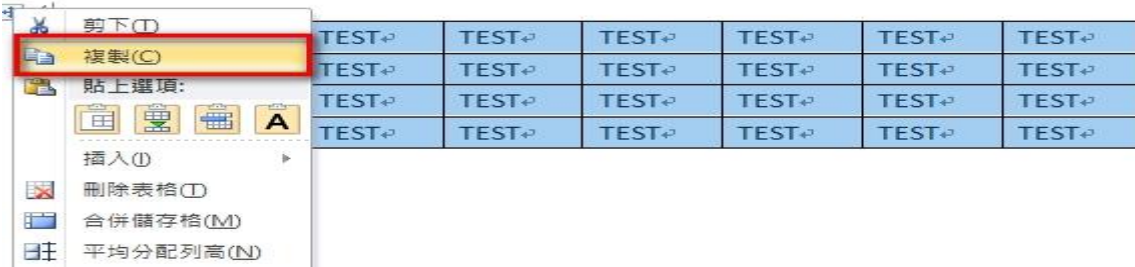 剪下(T)
複製(C)
貼上選項:
A
插入(I)
刪除表格(T)
合併儲存格(M)
平均分配列高(N)
TEST TEST TEST TEST TEST TEST
TEST TEST TEST TEST TEST TEST
TEST TEST TEST TEST TEST TEST
TEST TEST TEST TEST TEST TEST